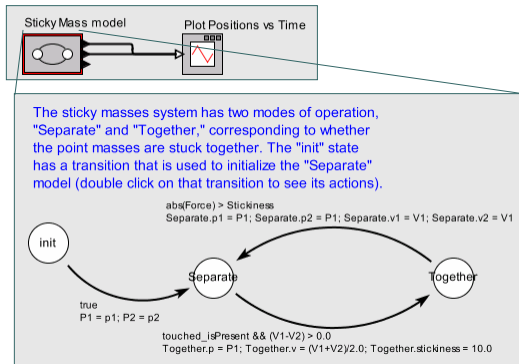 Sticky Mass model
Plot Positions vs Time
The sticky masses system has two modes of operation,
"Separate" and "Together," corresponding to whether
the point masses are stuck together. The "init" state
has a transition that is used to initialize the "Separate"
model (double click on that transition to see its actions).
abs(Force) > Stickiness
Separate.p1 = P1; Separate.p2 = P1; Separate.v1 = V1; Separate.v2 = V1
init
Separate
Together
true
P1 = p1; P2 = p2
touched_isPresent && (V1-V2) > 0.0
Together.p = P1; Together.v = (V1+V2)/2.0; Together.stickiness = 10.0